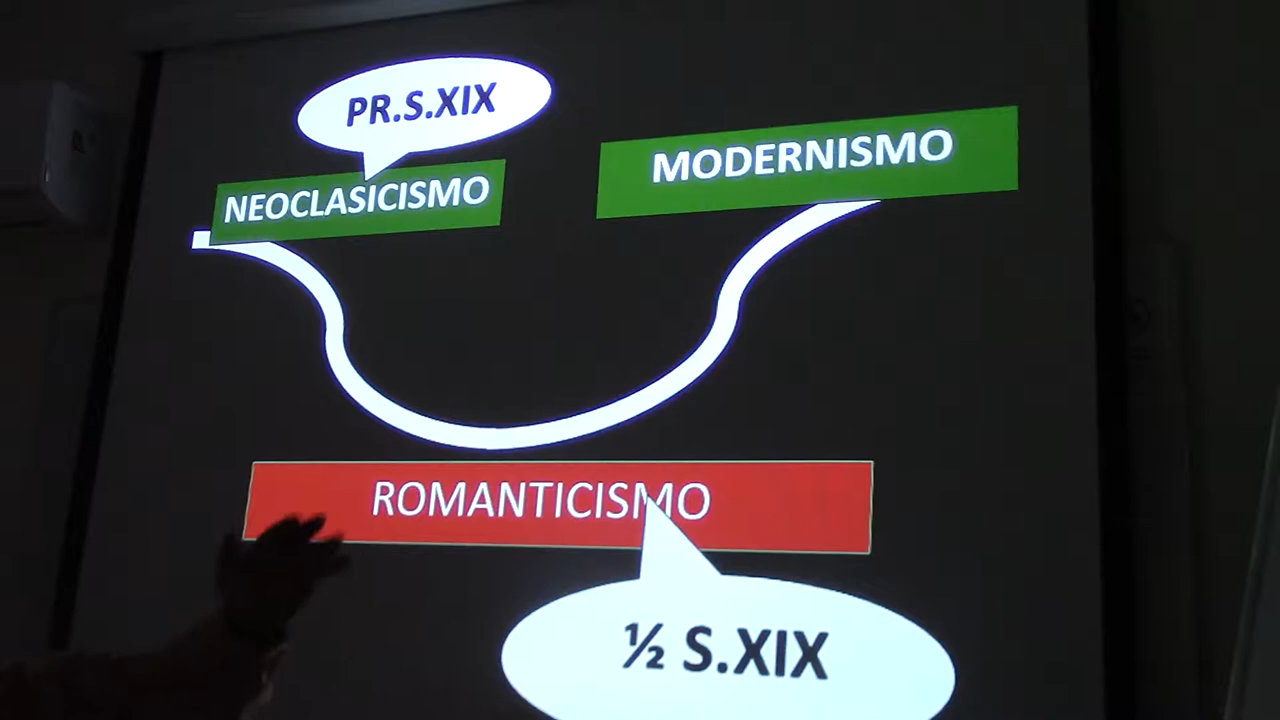 PR.S.XIX
NEOCLASICISMO
MODERNISMO
ROMANTICISMO
½ S.XIX